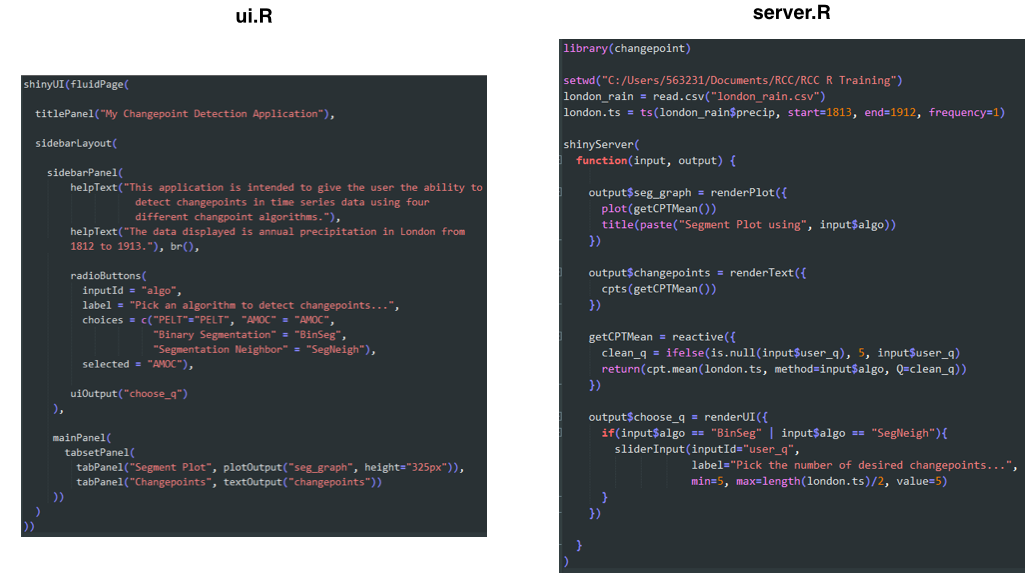 ui.R
shinyUI(fluidPage(
titlePanel("My Changepoint Detection Application"),
sidebarLayout(
sidebarPanel(
helpText("This application is intended to give the user the ability to
detect changepoints in time series data using four
different changpoint algorithms."),
helpText("The data displayed is annual precipitation in London from
1812 to 1913."), br(),
radioButtons(
inputId = "algo",
label = "Pick an algorithm to detect changepoints...",
choices = c("PELT"="PELT", "AMOC" = "AMOC",
"Binary Segmentation" = "BinSeg",
"Segmentation Neighbor" = "SegNeigh"),
selected = "AMOC"),
uiOutput("choose_q")
),
mainPanel(
tabsetPanel(
tabPanel("Segment Plot", plotOutput("seg_graph", height="325px")),
tabPanel("Changepoints", textOutput("changepoints"))
))
)
))
server.R
library(changepoint)
setwd("C:/Users/563231/Documents/RCC/RCC R Training")
london_rain = read.csv("london_rain.csv")
london.ts = ts(london_rain$precip, start=1813, end=1912, frequency=1)
shinyServer(
function(input, output) {
output$seg_graph = renderPlot({
plot(getCPTMean())
title(paste("Segment Plot using", input$algo))
})
output$changepoints = renderText({
cpts(getCPTMean())
})
getCPTMean = reactive({
clean_q = ifelse(is.null(input$user_q), 5, input$user_q)
return(cpt.mean(london.ts, method=input$algo, Q=clean_q))
})
output$choose_q = renderUI({
if(input$algo == "BinSeg" | input$algo == "SegNeigh"){
sliderInput(inputId="user_q",
label="Pick the number of desired changepoints...",
min=5, max=length(london.ts)/2, value=5)
}
})
}
)